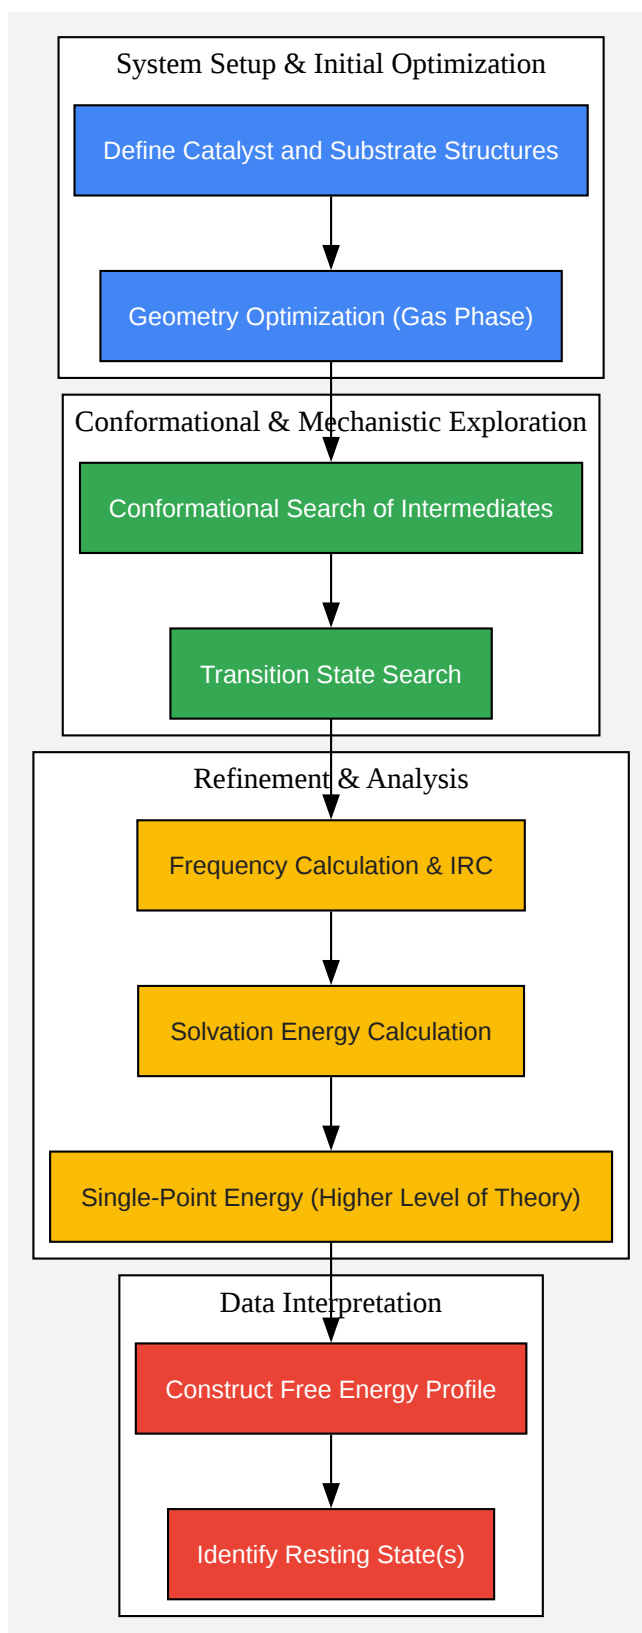 System Setup & Initial Optimization
Define Catalyst and Substrate Structures
Geometry Optimization (Gas Phase)
Conformational & Mechanistic Exploration
Conformational Search of Intermediates
Transition State Search
Refinement & Analysis
Frequency Calculation & IRC
Solvation Energy Calculation
Single-Point Energy (Higher Level of Theory)
Data Interpretation
Construct Free Energy Profile
Identify Resting State(s)